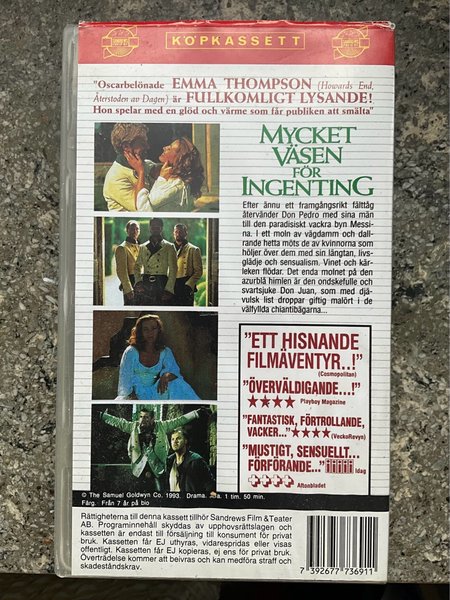 KÖPKASSETT
"Oscarbelönade EMMA THOMPSON (Howards End,
Återstoden av Dagen) är FULLKOMLIGT LYSANDE!
Hon spelar med en glöd och värme som får publiken att smälta"
MYCKET
VÄSEN
FÖR
INGENTING
Efter ännu ett framgångsrikt fälttåg
återvänder Don Pedro med sina män
till den paradisiskt vackra byn Messi-
na. I ett moln av vägdamm och dall-
rande hetta möts de av kvinnorna som
höljer över dem med sin längtan, livs-
glädje och sensualism. Vinet och kär-
leken flödar. Det enda molnet på den
azurblå himlen är den ondskefulle och
svartsjuke Don Juan, som med djä-
vulsk list droppar giftig malört i de
välfyllda chiantibägarna...
"ETT HISNANDE
FILMÄVENTYR..!"
(Cosmopolitan)
"ÖVERVÄLDIGANDE...!"
★★★★ Playboy Magazine
"FANTASTISK, FÖRTROLLANDE,
VACKER..." ★★★★ (VeckoRevyn)
"MUSTIGT, SENSUELLT...
FÖRFÖRANDE..." Idag
Aftonbladet
© The Samuel Goldwyn Co. 1993. Drama. 1 tim. 50 min.
Färg. Från 7 år på bio
Rättigheterna till denna kassett tillhör Sandrews Film & Teater
AB. Programinnehåll skyddas av upphovsrättslagen och
kassetten är endast till försäljning till konsument för privat
bruk. Kassetten får EJ uthyras, vidarespridas eller visas
offentligt. Kassetten får EJ kopieras, ej ens för privat bruk.
Överträdelse kommer att beivras och kan medföra straff och
skadeståndskrav.
7 392677 736911